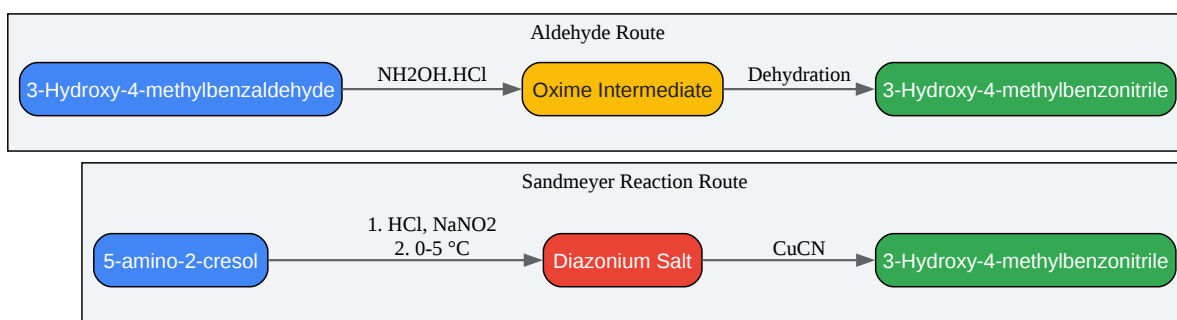 Aldehyde Route
3-Hydroxy-4-methylbenzaldehyde
NH2OH.HCl
Oxime Intermediate
Dehydration
3-Hydroxy-4-methylbenzonitrile
Sandmeyer Reaction Route
5-amino-2-cresol
1. HCl, NaNO2
2. 0-5 °C
Diazonium Salt
CuCN
3-Hydroxy-4-methylbenzonitrile